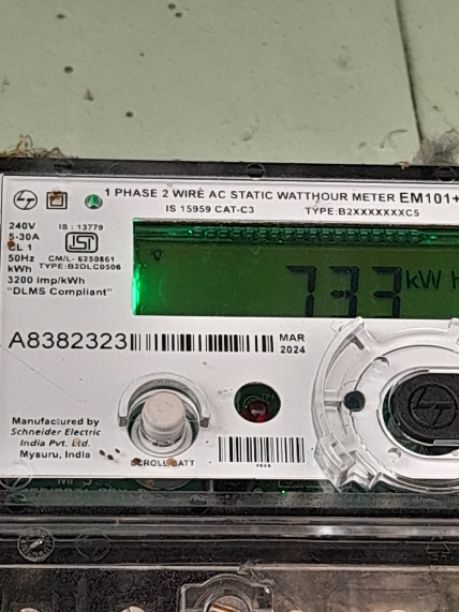 1 PHASE 2 WIRE AC STATIC WATTHOUR METER EM101+
IS 15959 CAT-C3 TYPE:B2XXXXXXXC5
240V IS : 13779
5-30A
CL 1 ISI
50Hz CM/L- 6250861
kWh TYPE:B2DLC0506
3200 imp/kWh
"DLMS Compliant"
733 kW H
A8382323 MAR
2024
Manufactured by
Schneider Electric
India Pvt. Ltd.
Mysuru, India
SCROLL/BATT